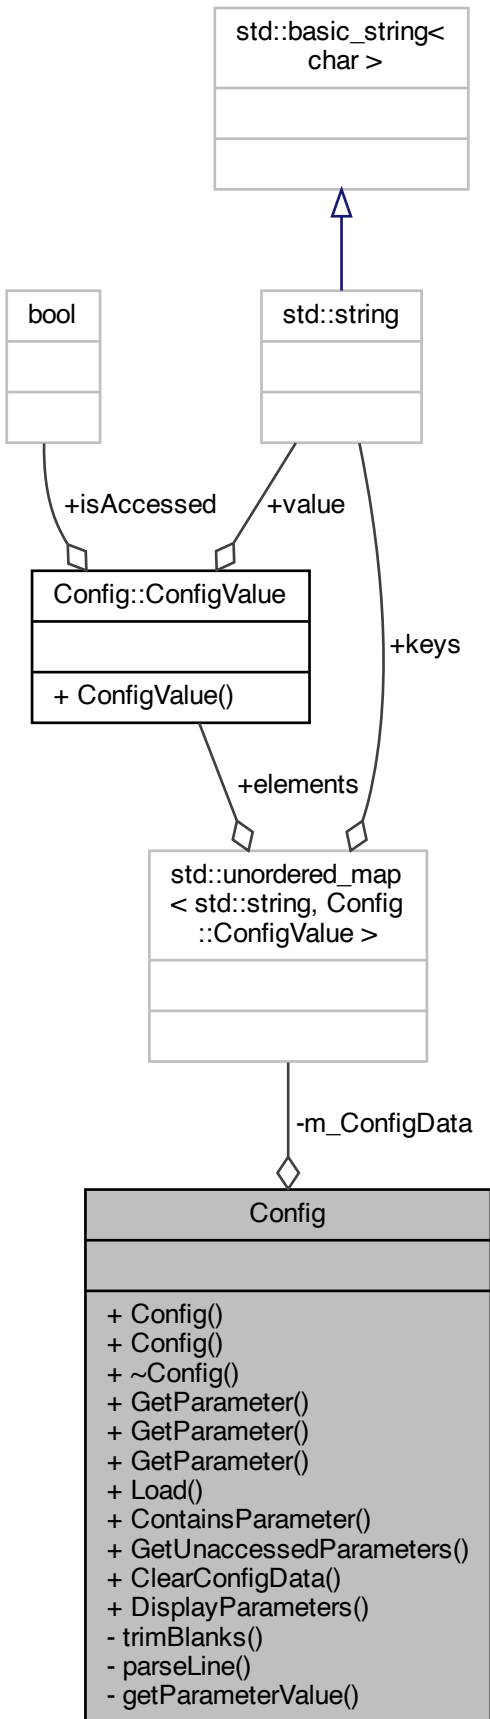 std::basic_string<
char >
bool
std::string
+isAccessed
+value
Config::ConfigValue
+ ConfigValue()
+keys
+elements
std::unordered_map
< std::string, Config
::ConfigValue >
-m_ConfigData
Config
+ Config()
+ Config()
+ ~Config()
+ GetParameter()
+ GetParameter()
+ GetParameter()
+ Load()
+ ContainsParameter()
+ GetUnaccessedParameters()
+ ClearConfigData()
+ DisplayParameters()
- trimBlanks()
- parseLine()
- getParameterValue()